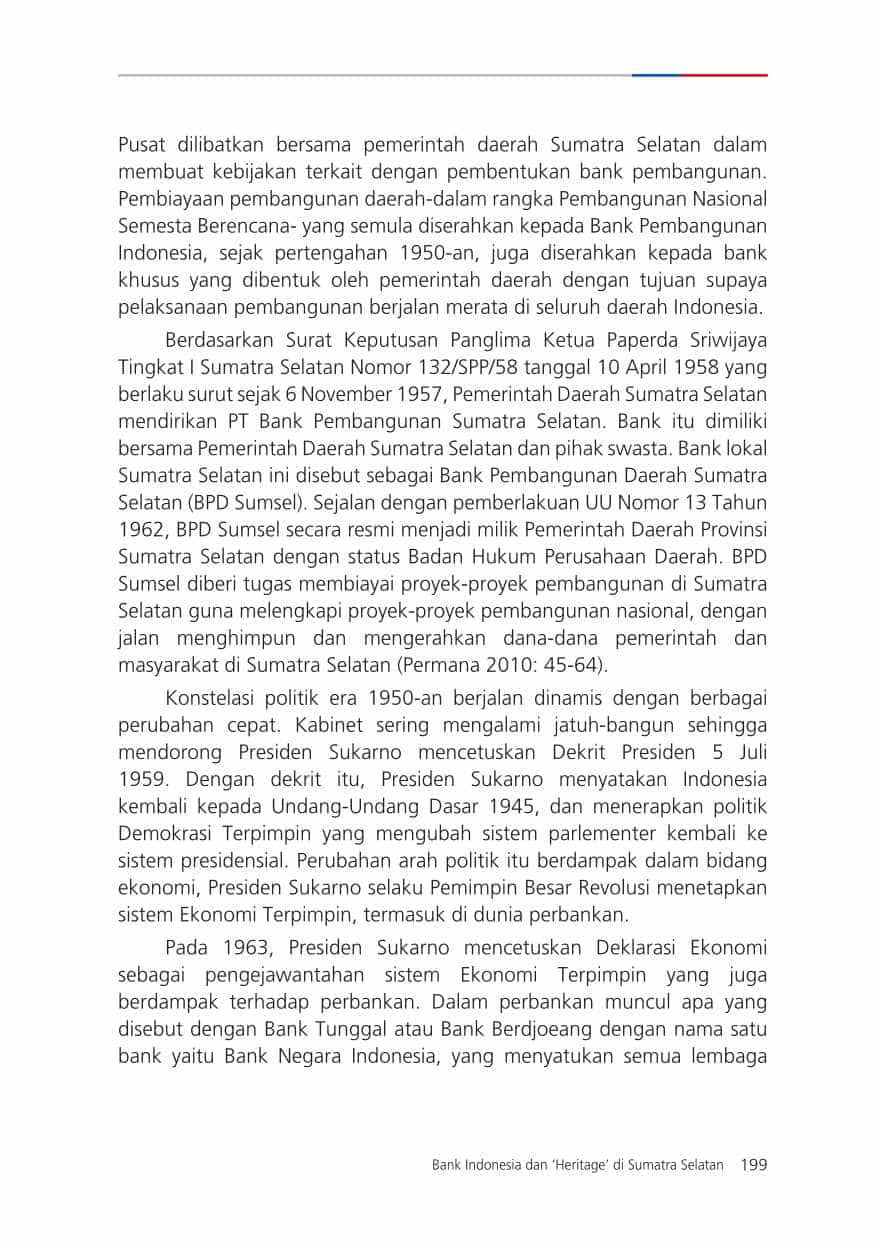 Pusat dilibatkan bersama pemerintah daerah Sumatra Selatan dalam
membuat kebijakan terkait dengan pembentukan bank pembangunan.
Pembiayaan pembangunan daerah-dalam rangka Pembangunan Nasional
Semesta Berencana- yang semula diserahkan kepada Bank Pembangunan
Indonesia, sejak pertengahan 1950-an, juga diserahkan kepada bank
khusus yang dibentuk oleh pemerintah daerah dengan tujuan supaya
pelaksanaan pembangunan berjalan merata di seluruh daerah Indonesia.
Berdasarkan Surat Keputusan Panglima Ketua Paperda Sriwijaya
Tingkat I Sumatra Selatan Nomor 132/SPP/58 tanggal 10 April 1958 yang
berlaku surut sejak 6 November 1957, Pemerintah Daerah Sumatra Selatan
mendirikan PT Bank Pembangunan Sumatra Selatan. Bank itu dimiliki
bersama Pemerintah Daerah Sumatra Selatan dan pihak swasta. Bank lokal
Sumatra Selatan ini disebut sebagai Bank Pembangunan Daerah Sumatra
Selatan (BPD Sumsel). Sejalan dengan pemberlakuan UU Nomor 13 Tahun
1962, BPD Sumsel secara resmi menjadi milik Pemerintah Daerah Provinsi
Sumatra Selatan dengan status Badan Hukum Perusahaan Daerah. BPD
Sumsel diberi tugas membiayai proyek-proyek pembangunan di Sumatra
Selatan guna melengkapi proyek-proyek pembangunan nasional, dengan
jalan menghimpun dan mengerahkan dana-dana pemerintah dan
masyarakat di Sumatra Selatan (Permana 2010: 45-64).
Konstelasi politik era 1950-an berjalan dinamis dengan berbagai
perubahan cepat. Kabinet sering mengalami jatuh-bangun sehingga
mendorong Presiden Sukarno mencetuskan Dekrit Presiden 5 Juli
1959. Dengan dekrit itu, Presiden Sukarno menyatakan Indonesia
kembali kepada Undang-Undang Dasar 1945, dan menerapkan politik
Demokrasi Terpimpin yang mengubah sistem parlementer kembali ke
sistem presidensial. Perubahan arah politik itu berdampak dalam bidang
ekonomi, Presiden Sukarno selaku Pemimpin Besar Revolusi menetapkan
sistem Ekonomi Terpimpin, termasuk di dunia perbankan.
Pada 1963, Presiden Sukarno mencetuskan Deklarasi Ekonomi
sebagai pengejawantahan sistem Ekonomi Terpimpin yang juga
berdampak terhadap perbankan. Dalam perbankan muncul apa yang
disebut dengan Bank Tunggal atau Bank Berdjoeang dengan nama satu
bank yaitu Bank Negara Indonesia, yang menyatukan semua lembaga
Bank Indonesia dan ‘Heritage’ di Sumatra Selatan 199